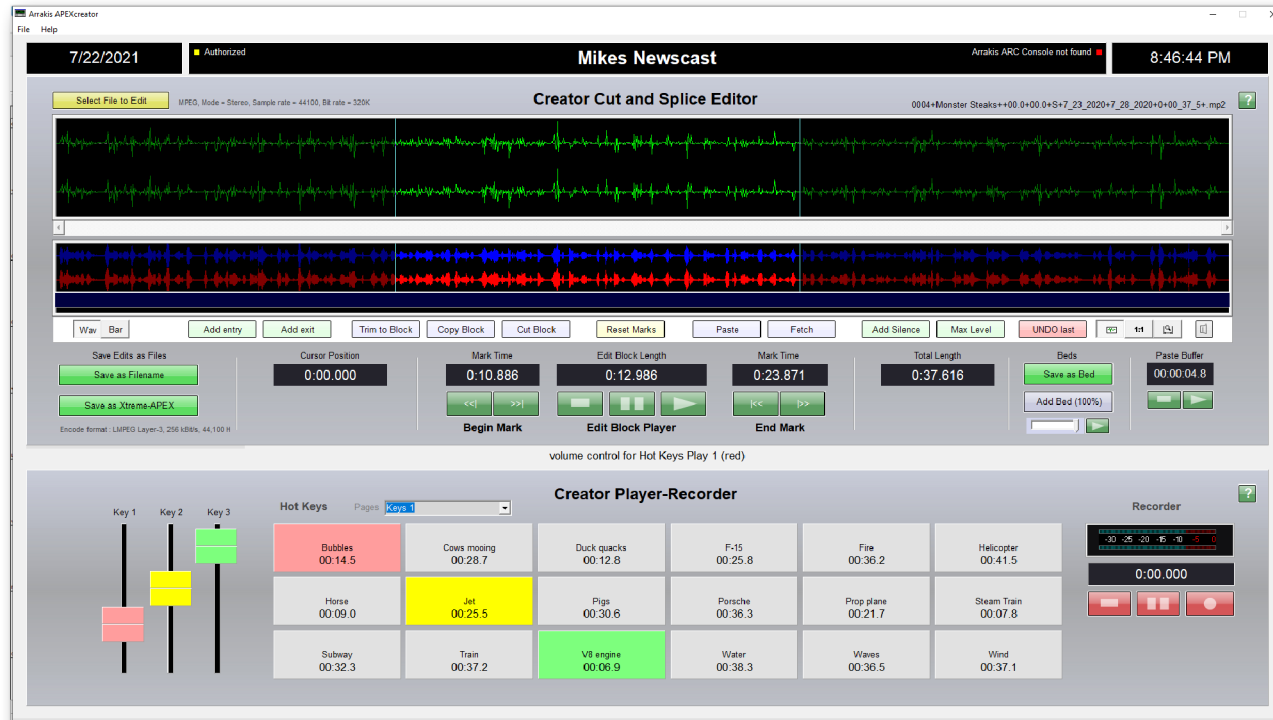 Arrakis APEXcreator
File Help
7/22/2021
Authorized
Mikes Newscast
Arrakis ARC Console not found
8:46:44 PM
Select File to Edit
MPEG, Mode = Stereo, Sample rate = 44100, Bit rate = 320K
Creator Cut and Splice Editor
0004+Monster Steaks++00.0+00.0+S+7_23_2020+7_28_2020+0+00_37_5+.mp2
?
Wav Bar Add entry Add exit Trim to Block Copy Block Cut Block Reset Marks Paste Fetch Add Silence Max Level UNDO last 1:1
Save Edits as Files
Save as Filename
Save as Xtreme-APEX
Encode format : LMPEG Layer-3, 256 kBit/s, 44,100 H
Cursor Position
0:00.000
Mark Time
0:10.886
<<| >>|
Begin Mark
Edit Block Length
0:12.986
Edit Block Player
Mark Time
0:23.871
|<< |>>
End Mark
Total Length
0:37.616
Beds
Save as Bed
Add Bed (100%)
Paste Buffer
00:00:04.8
volume control for Hot Keys Play 1 (red)
Creator Player-Recorder
?
Key 1 Key 2 Key 3
Hot Keys Pages Keys 1
Bubbles
00:14.5
Cows mooing
00:28.7
Duck quacks
00:12.8
F-15
00:25.8
Fire
00:36.2
Helicopter
00:41.5
Horse
00:09.0
Jet
00:25.5
Pigs
00:30.6
Porsche
00:36.3
Prop plane
00:21.7
Steam Train
00:07.8
Subway
00:32.3
Train
00:37.2
V8 engine
00:06.9
Water
00:38.3
Waves
00:36.5
Wind
00:37.1
Recorder
-30 -25 -20 -15 -10 -5 0
0:00.000